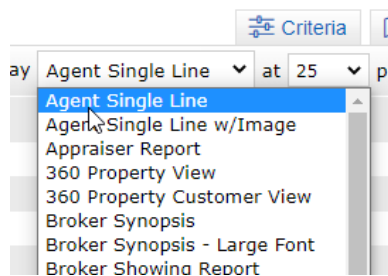 Criteria
ay Agent Single Line at 25 p
Agent Single Line
Agent Single Line w/Image
Appraiser Report
360 Property View
360 Property Customer View
Broker Synopsis
Broker Synopsis - Large Font
Broker Showing Report